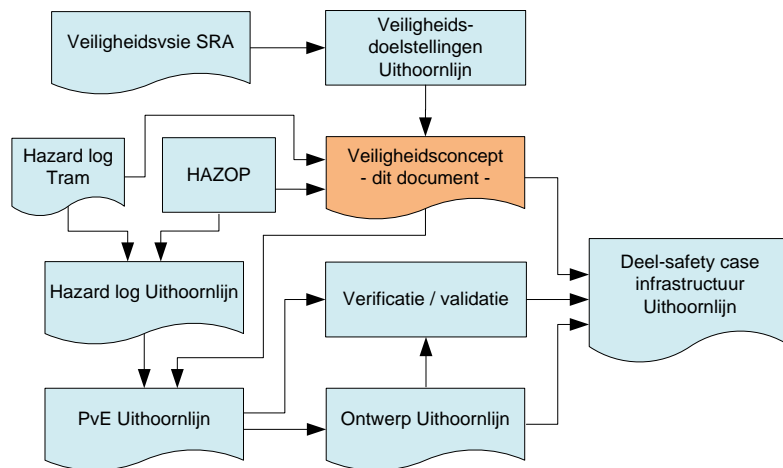 Veiligheidsvsie SRA
Veiligheids-
doelstellingen
Uithoornlijn
Hazard log
Tram
HAZOP
Veiligheidsconcept
- dit document -
Hazard log Uithoornlijn
Verificatie / validatie
Deel-safety case
infrastructuur
Uithoornlijn
PvE Uithoornlijn
Ontwerp Uithoornlijn